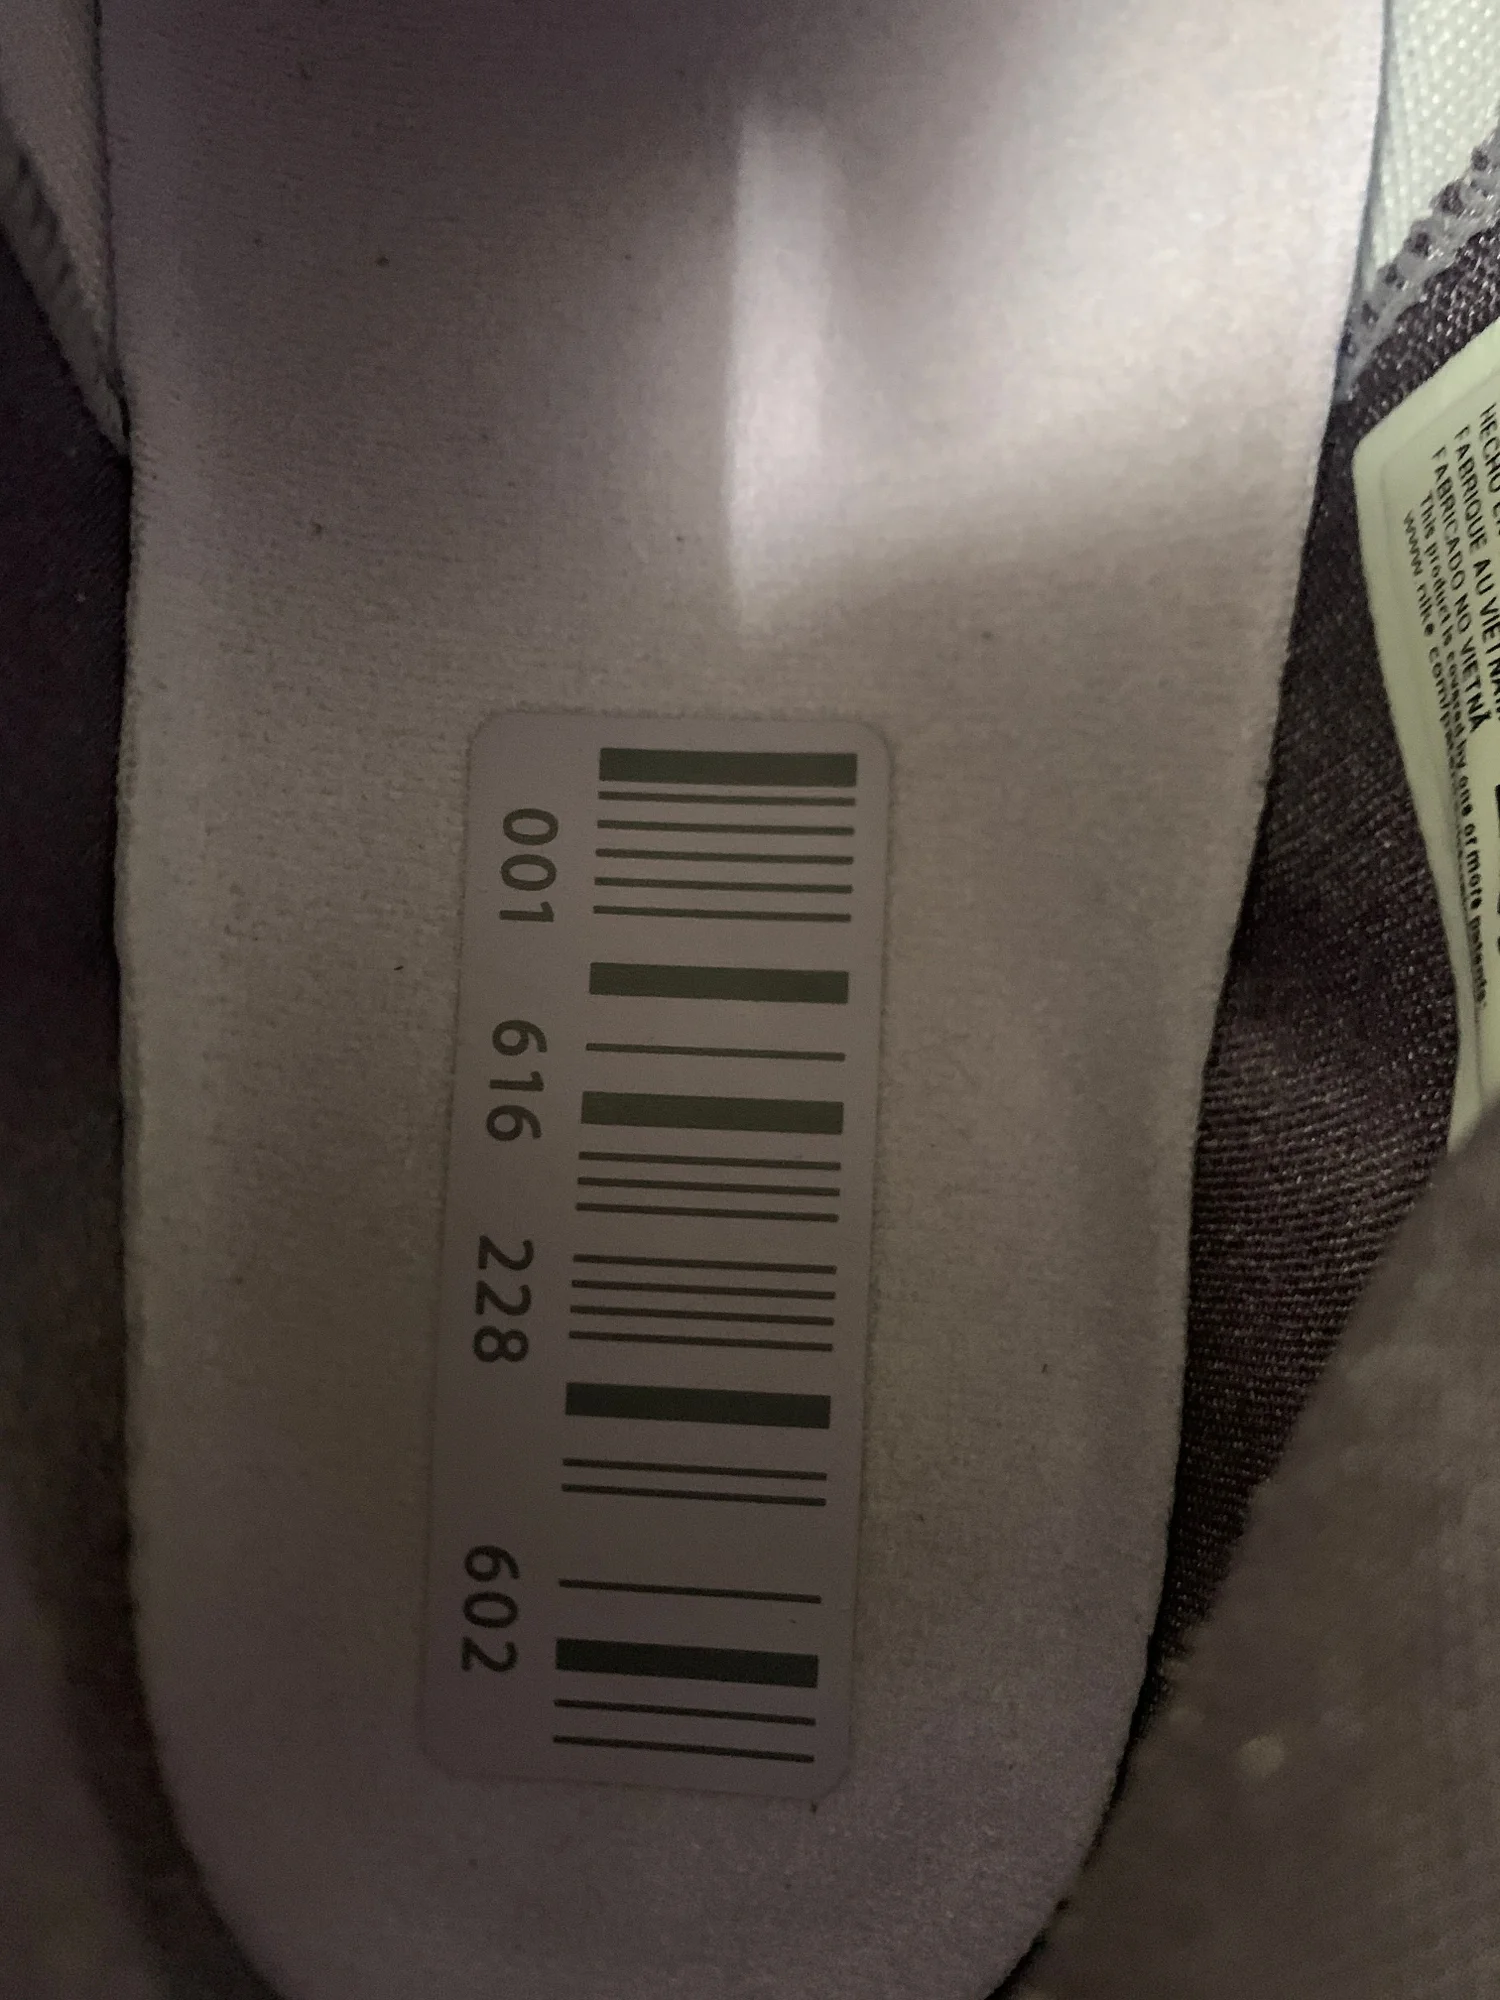 001 616 228 602
FABRIQUE AU VIETNAM
FABRICADO NO VIETNÃ
This product is covered by one or more patents.